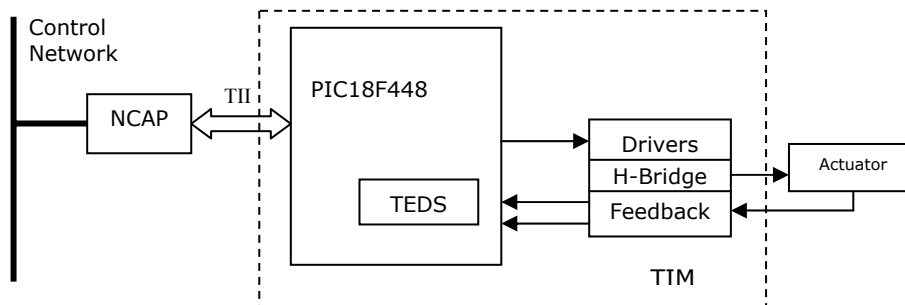 Control
Network
NCAP
TII
PIC18F448
TEDS
Drivers
H-Bridge
Feedback
Actuator
TIM